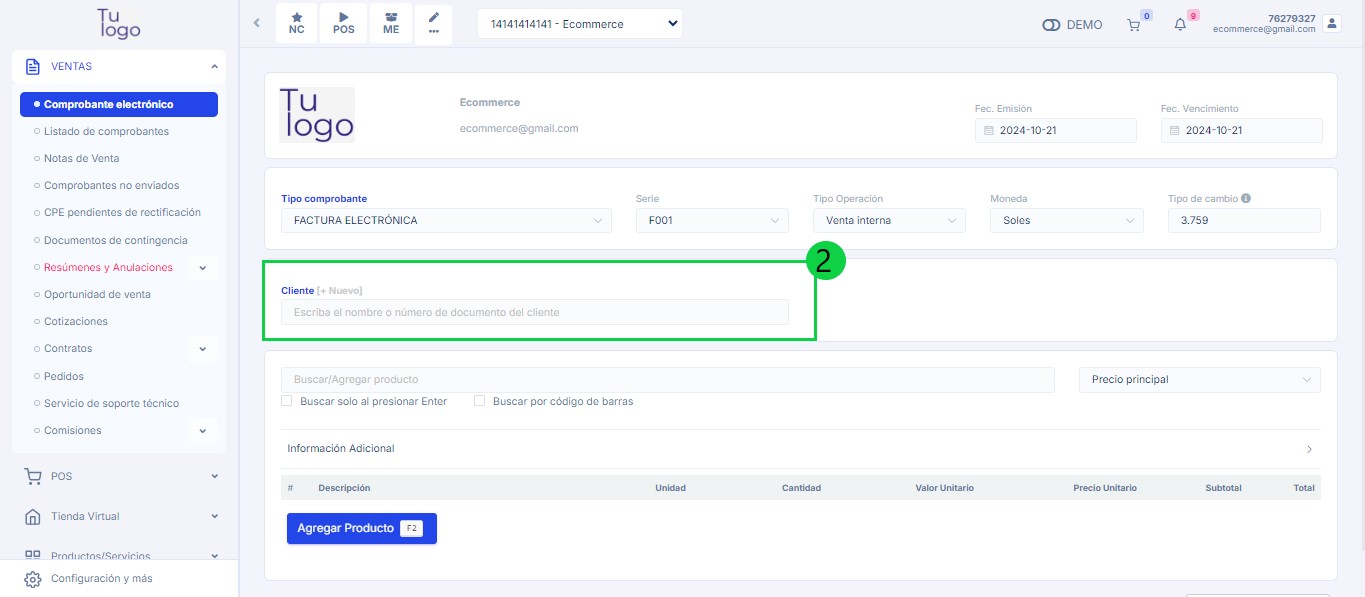 Tu
logo
VENTAS
Comprobante electrónico
Listado de comprobantes
Notas de Venta
Comprobantes no enviados
CPE pendientes de rectificación
Documentos de contingencia
Resúmenes y Anulaciones
Oportunidad de venta
Cotizaciones
Contratos
Pedidos
Servicio de soporte técnico
Comisiones
POS
Tienda Virtual
Productos/Servicios
Configuración y más
NC
POS
ME
...
14141414141 - Ecommerce
DEMO
0
9
76279327
ecommerce@gmail.com
Tu
logo
Ecommerce
ecommerce@gmail.com
Fec. Emisión
2024-10-21
Fec. Vencimiento
2024-10-21
Tipo comprobante
FACTURA ELECTRÓNICA
Serie
F001
Tipo Operación
Venta interna
Moneda
Soles
Tipo de cambio
3.759
2
Cliente [+ Nuevo]
Escriba el nombre o número de documento del cliente
Buscar/Agregar producto
Precio principal
Buscar solo al presionar Enter
Buscar por código de barras
Información Adicional
# Descripción Unidad Cantidad Valor Unitario Precio Unitario Subtotal Total
Agregar Producto F2